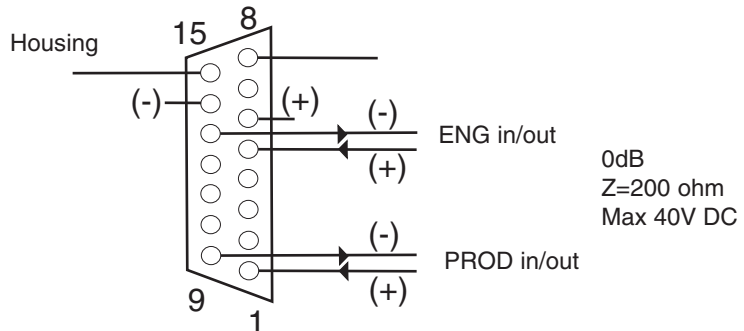 15
8
Housing
(-)
(+)
(-)
ENG in/out
(+)
0dB
Z=200 ohm
Max 40V DC
(-)
PROD in/out
(+)
9
1